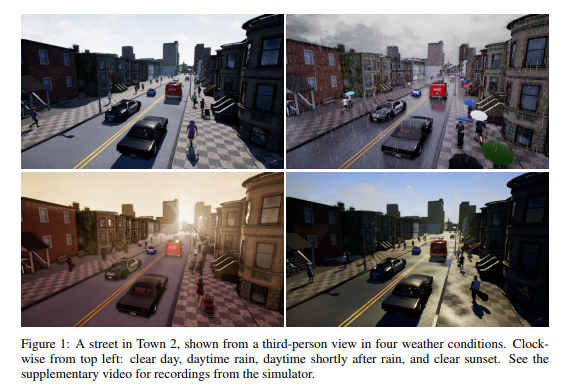 Figure 1: A street in Town 2, shown from a third-person view in four weather conditions. Clock-
wise from top left: clear day, daytime rain, daytime shortly after rain, and clear sunset. See the
supplementary video for recordings from the simulator.